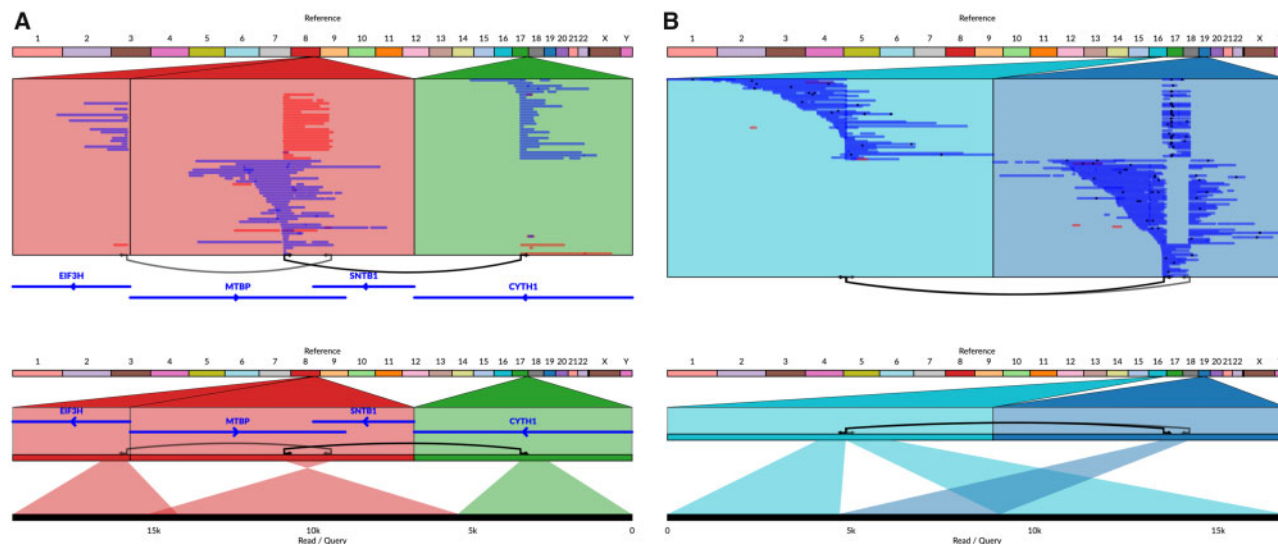 A
Reference
1 2 3 4 5 6 7 8 9 10 11 12 13 14 15 16 17 18 19 20 21 22 X Y
EIF3H
SNTB1
MTBP
CYTH1
Reference
1 2 3 4 5 6 7 8 9 10 11 12 13 14 15 16 17 18 19 20 21 22 X Y
EIF3H
SNTB1
MTBP
CYTH1
15k 10k 5k 0
Read / Query
B
Reference
1 2 3 4 5 6 7 8 9 10 11 12 13 14 15 16 17 18 19 20 21 22 X
Reference
1 2 3 4 5 6 7 8 9 10 11 12 13 14 15 16 17 18 19 20 21 22 X
0 5k 10k 15k
Read / Query